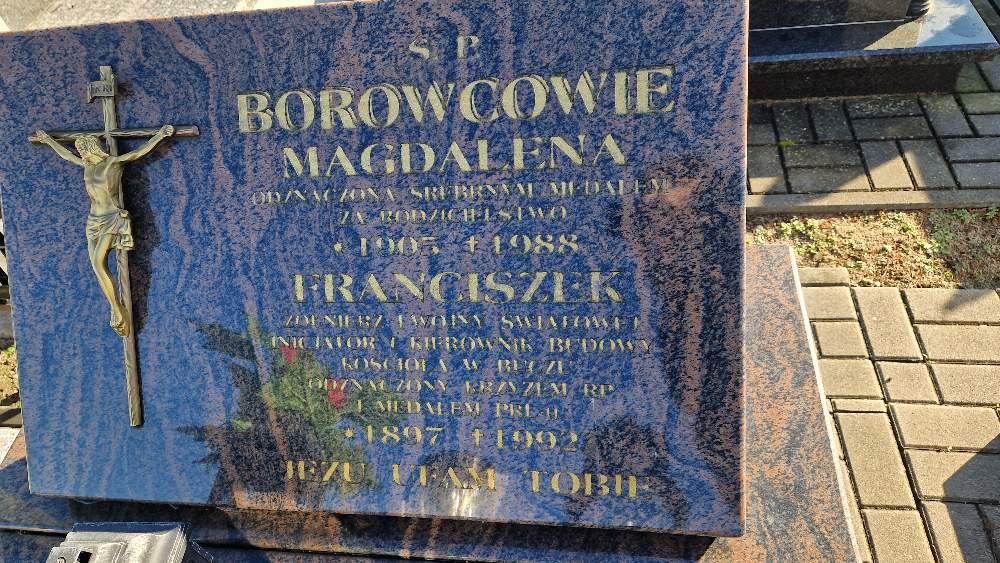 Ś. P.
BOROWCOWIE
MAGDALENA
ODZNACZONA SREBRNYM MEDALEM
ZA RODZICIELSTWO
* 1903 † 1988
FRANCISZEK
ŻOŁNIERZ I WOJNY ŚWIATOWEJ
INICJATOR I KIEROWNIK BUDOWY
KOŚCIOŁA W BUCZU
ODZNACZONY KRZYŻEM RP
I MEDALEM PRL-u
* 1897 † 1992
JEZU UFAM TOBIE